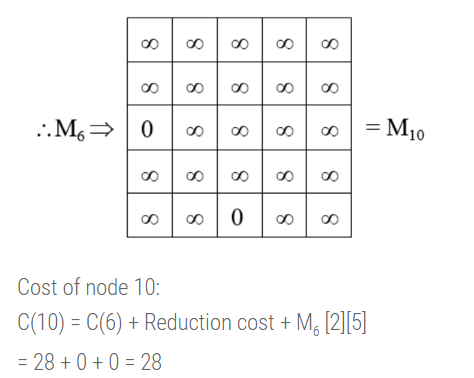 ∞ ∞ ∞ ∞ ∞
∞ ∞ ∞ ∞ ∞
∴M₆⇒ 0 ∞ ∞ ∞ ∞ = M₁₀
∞ ∞ ∞ ∞ ∞
∞ ∞ 0 ∞ ∞
Cost of node 10:
C(10) = C(6) + Reduction cost + M₆ [2][5]
= 28 + 0 + 0 = 28